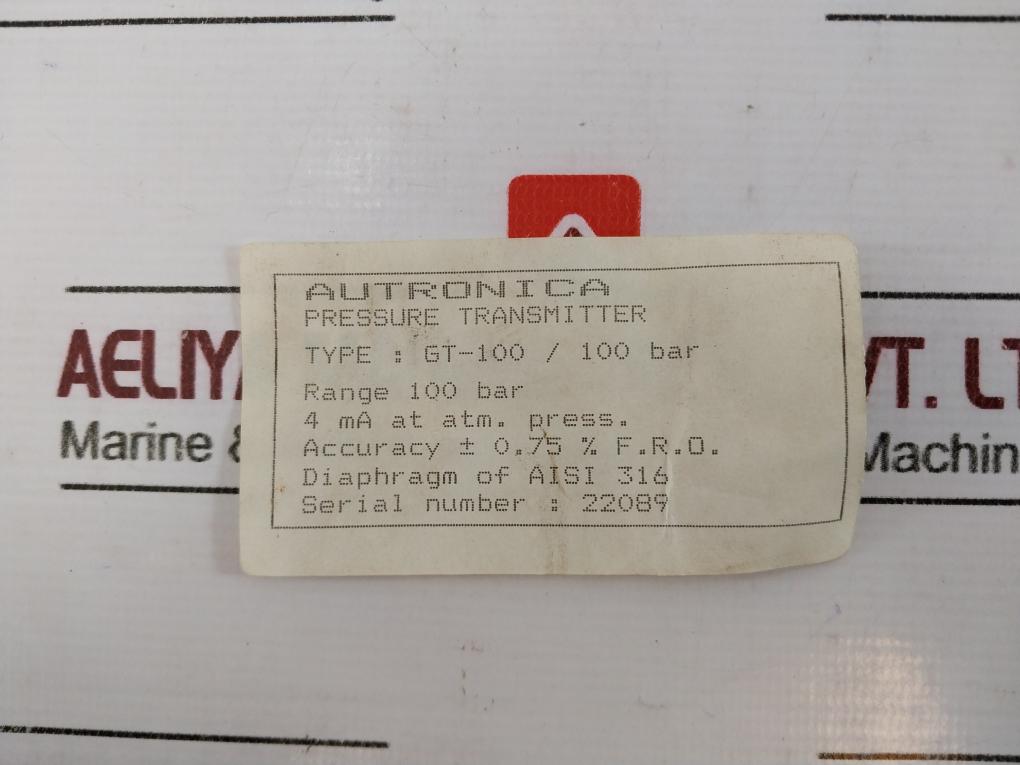 AUTRONICA
PRESSURE TRANSMITTER
TYPE : GT-100 / 100 bar
Range 100 bar
4 mA at atm. press.
Accuracy ± 0.75 % F.R.O.
Diaphragm of AISI 316
Serial number : 22089
AELIYA VT. LT
Marine & Machin